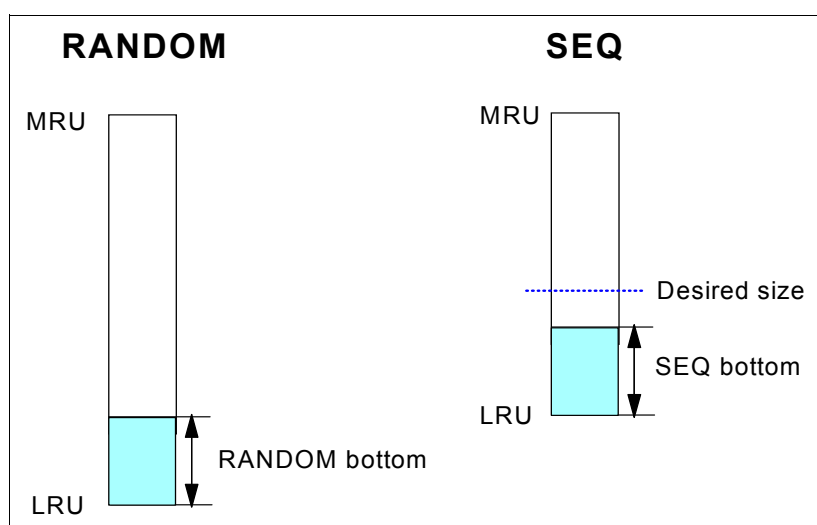 RANDOM
SEQ
MRU
MRU
Desired size
SEQ bottom
LRU
RANDOM bottom
LRU